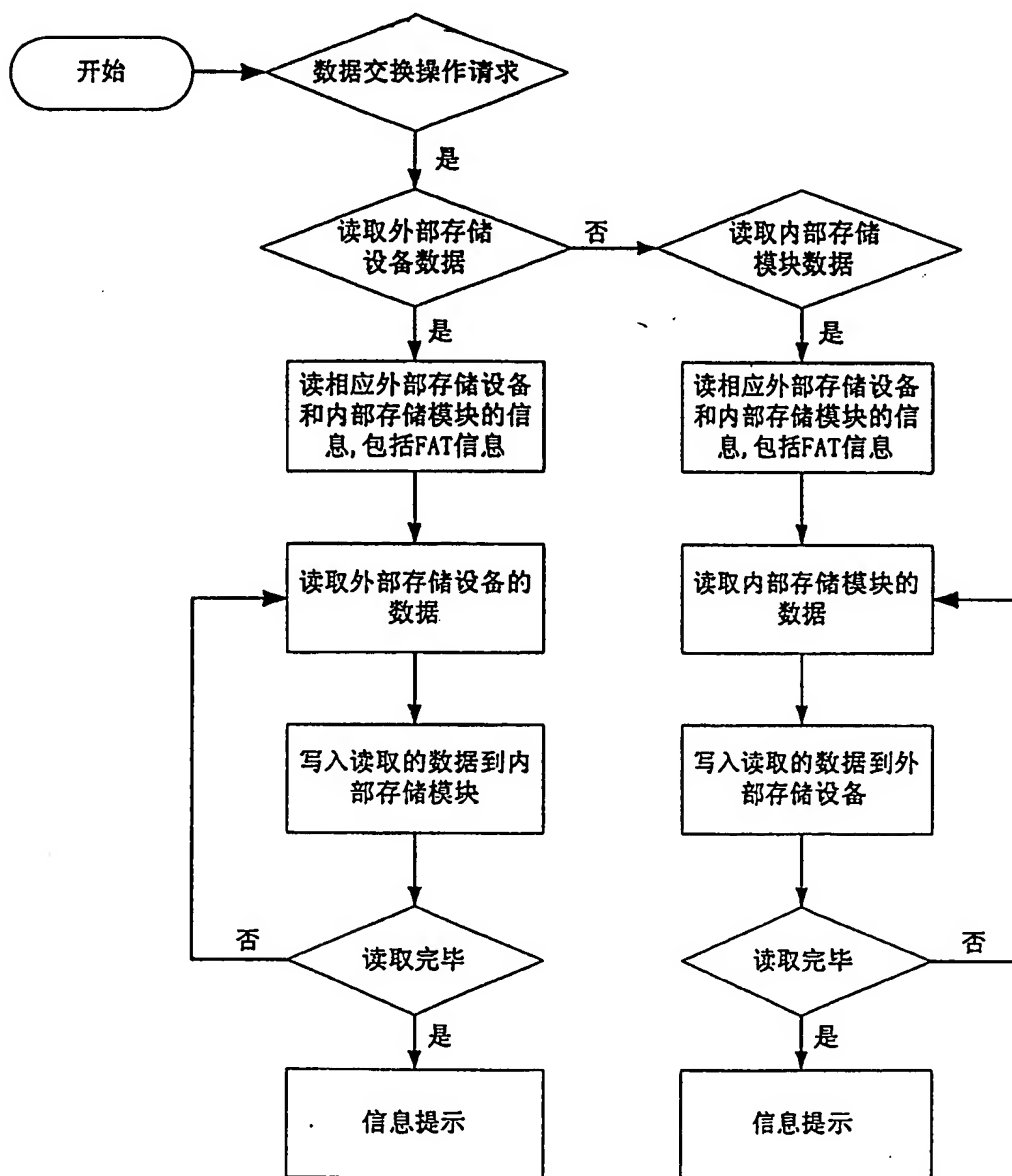 开始
数据交换操作请求
是
读取外部存储
设备数据
否
读取内部存储
模块数据
是
是
读相应外部存储设备
和内部存储模块的信
息,包括FAT信息
读相应外部存储设备
和内部存储模块的信
息,包括FAT信息
读取外部存储设备的
数据
读取内部存储模块的
数据
写入读取的数据到内
部存储模块
写入读取的数据到外
部存储设备
否
读取完毕
读取完毕
否
是
是
信息提示
信息提示